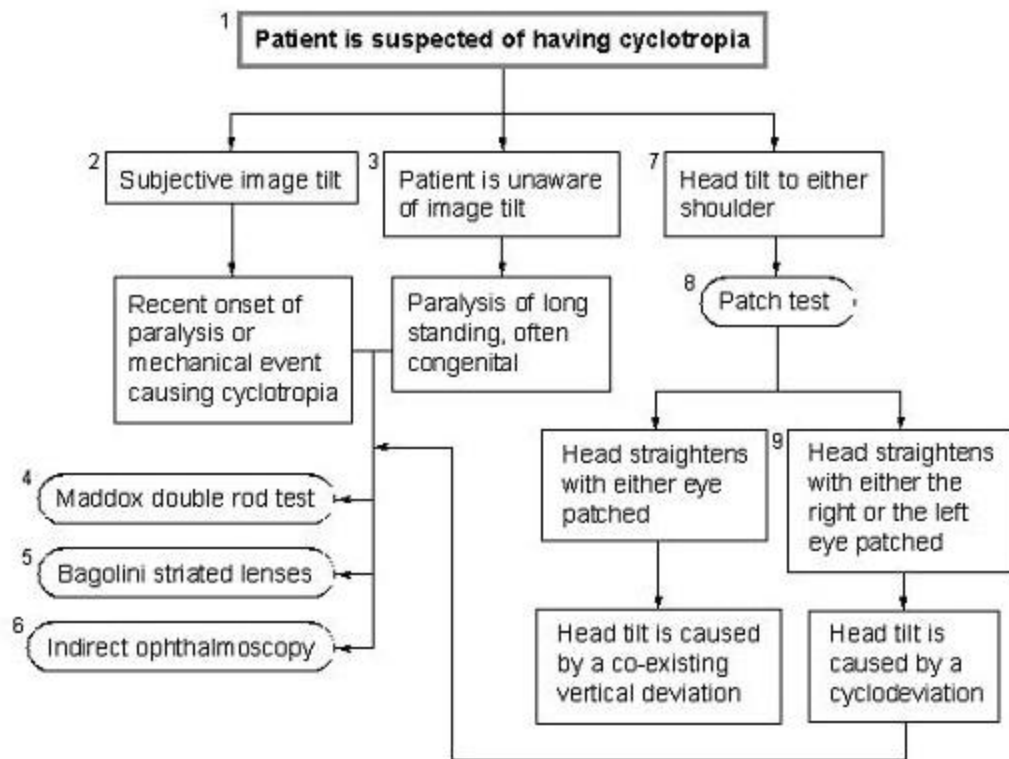 1
Patient is suspected of having cyclotropia
2
Subjective image tilt
3
Patient is unaware
of image tilt
7
Head tilt to either
shoulder
Recent onset of
paralysis or
mechanical event
causing cyclotropia
Paralysis of long
standing, often
congenital
8
Patch test
4
Maddox double rod test
5
Bagolini striated lenses
6
Indirect ophthalmoscopy
Head straightens
with either eye
patched
9
Head straightens
with either the
right or the left
eye patched
Head tilt is caused
by a co-existing
vertical deviation
Head tilt is
caused by a
cyclodeviation